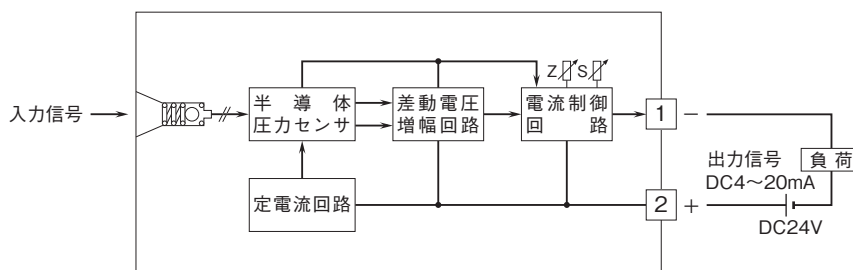 入力信号
半導体
圧力センサ
差動電圧
増幅回路
Z
S
電流制御
回路
定電流回路
1
−
2
+
出力信号
DC4～20mA
負荷
DC24V